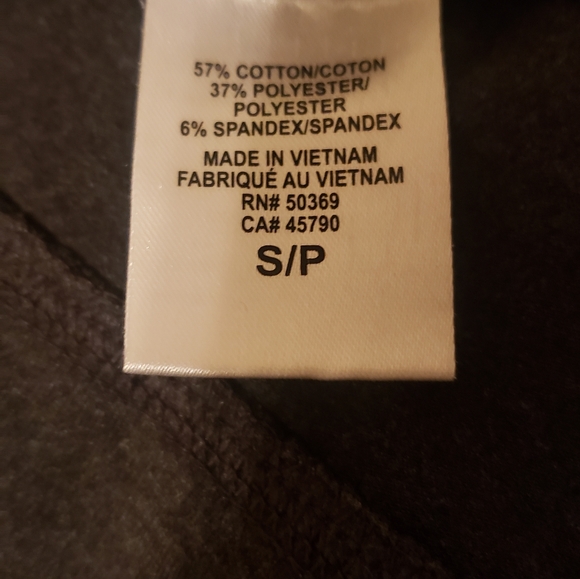 57% COTTON/COTON
37% POLYESTER/
POLYESTER
6% SPANDEX/SPANDEX
MADE IN VIETNAM
FABRIQUÉ AU VIETNAM
RN# 50369
CA# 45790
S/P